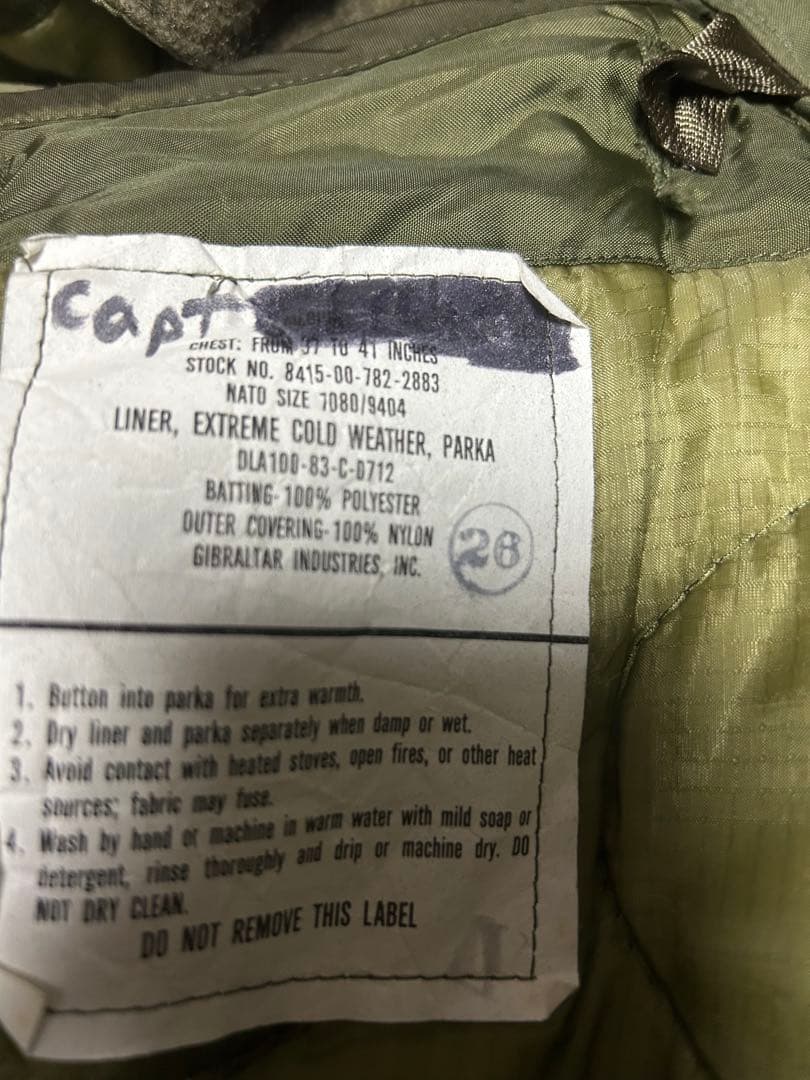 Capt
CHEST: FROM 37 TO 41 INCHES
STOCK NO. 8415-00-782-2883
NATO SIZE 7080/9404
LINER, EXTREME COLD WEATHER, PARKA
DLA100-83-C-0712
BATTING-100% POLYESTER
OUTER COVERING-100% NYLON
GIBRALTAR INDUSTRIES, INC.
26
1. Button into parka for extra warmth.
2. Dry liner and parka separately when damp or wet.
3. Avoid contact with heated stoves, open fires, or other heat
sources; fabric may fuse.
4. Wash by hand or machine in warm water with mild soap or
detergent, rinse thoroughly and drip or machine dry. DO
NOT DRY CLEAN.
DO NOT REMOVE THIS LABEL
4